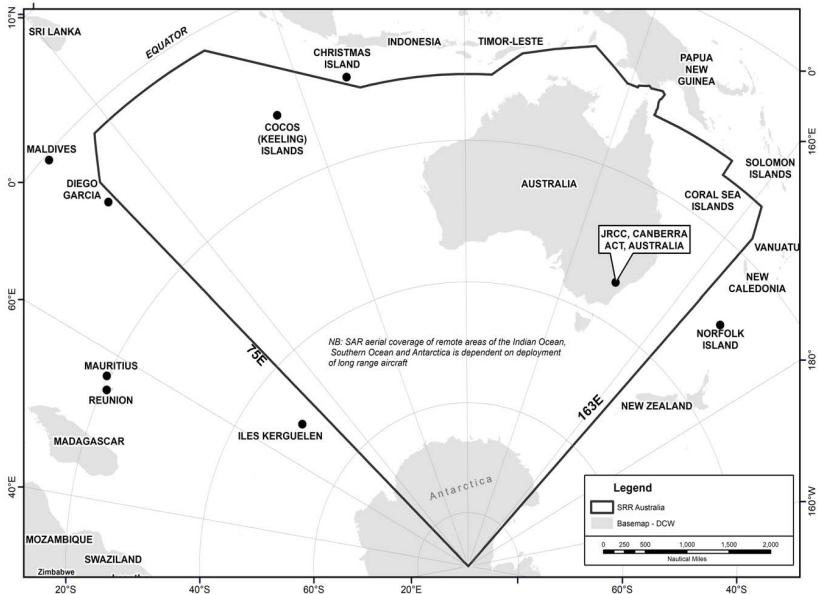 10°N
SRI LANKA
EQUATOR
CHRISTMAS
ISLAND
INDONESIA
TIMOR-LESTE
PAPUA
NEW
GUINEA
0°
COCOS
(KEELING)
ISLANDS
MALDIVES
160°E
SOLOMON
ISLANDS
0°
DIEGO
GARCIA
AUSTRALIA
CORAL SEA
ISLANDS
JRCC, CANBERRA
ACT, AUSTRALIA
VANUATU
NEW
CALEDONIA
60°E
NORFOLK
ISLAND
75E
NB: SAR aerial coverage of remote areas of the Indian Ocean,
Southern Ocean and Antarctica is dependent on deployment
of long range aircraft
180°
MAURITIUS
REUNION
163E
NEW ZEALAND
MADAGASCAR
ILES KERGUELEN
Antarctica
40°E
160°W
Legend
SRR Australia
Basemap - DCW
0 250 500 1,000 1,500 2,000
Nautical Miles
MOZAMBIQUE
SWAZILAND
Zimbabwe
20°S 40°S 60°S 20°E 60°S 40°S